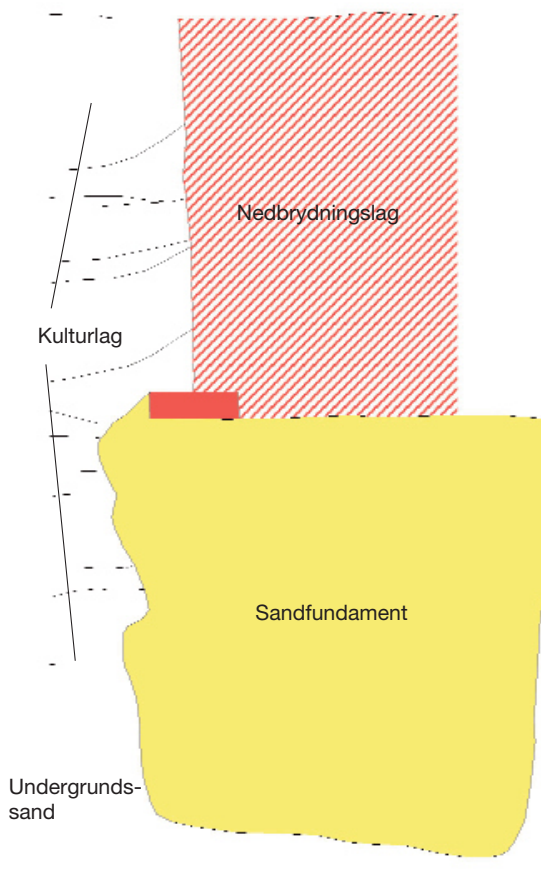 Nedbrydningslag
Kulturlag
Sandfundament
Undergrunds-
sand